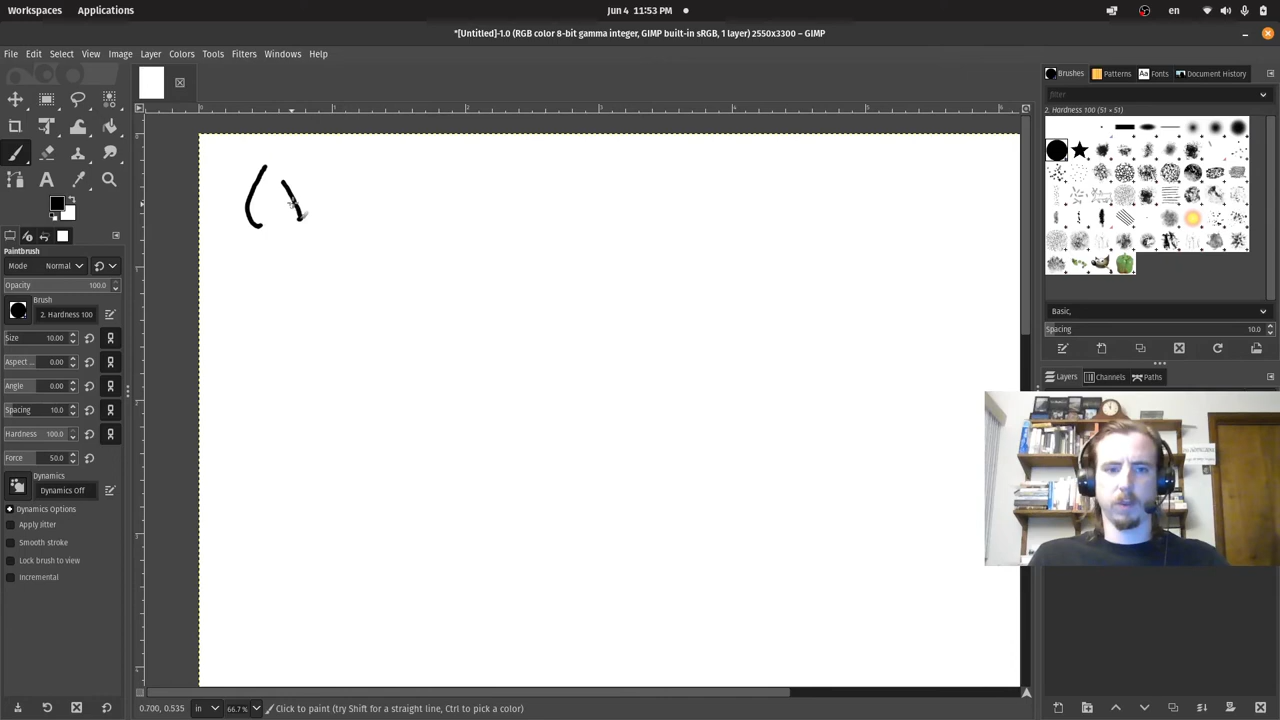 Workspaces Applications Jun 4 11:53 PM en
*[Untitled]-1.0 (RGB color 8-bit gamma integer, GIMP built-in sRGB, 1 layer) 2550x3300 – GIMP
File Edit Select View Image Layer Colors Tools Filters Windows Help
Brushes Patterns Fonts Document History
filter
2. Hardness 100 (51 × 51)
Paintbrush
Mode Normal
Opacity 100.0
Brush
2. Hardness 100
Size 10.00
Aspect ... 0.00
Angle 0.00
Spacing 10.0
Hardness 100.0
Force 50.0
Dynamics
Dynamics Off
Dynamics Options
Apply Jitter
Smooth stroke
Lock brush to view
Incremental
Basic,
Spacing 10.0
Layers Channels Paths
0.700, 0.535 in 66.7 % Click to paint (try Shift for a straight line, Ctrl to pick a color)